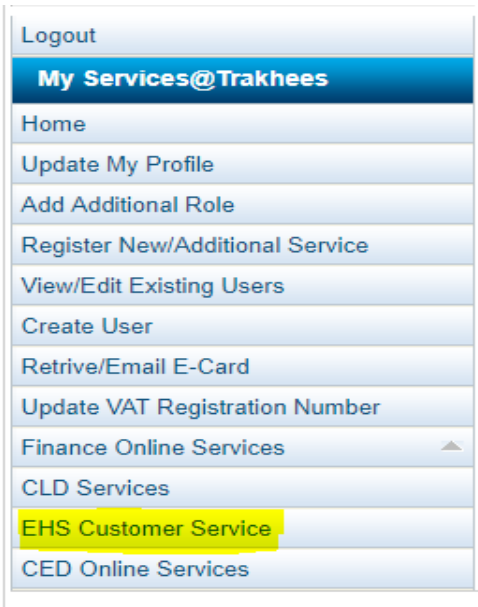 Logout
My Services@Trakhees
Home
Update My Profile
Add Additional Role
Register New/Additional Service
View/Edit Existing Users
Create User
Retrive/Email E-Card
Update VAT Registration Number
Finance Online Services
CLD Services
EHS Customer Service
CED Online Services